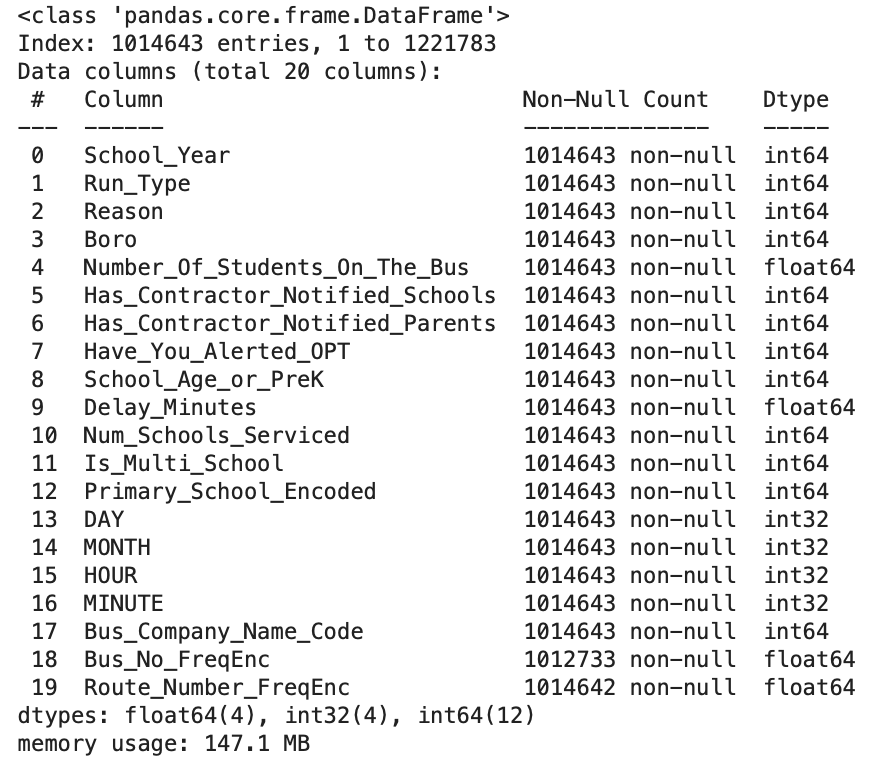 <class 'pandas.core.frame.DataFrame'>
Index: 1014643 entries, 1 to 1221783
Data columns (total 20 columns):
 #   Column                          Non-Null Count    Dtype
---  ------                          --------------    -----
 0   School_Year                     1014643 non-null  int64
 1   Run_Type                        1014643 non-null  int64
 2   Reason                          1014643 non-null  int64
 3   Boro                            1014643 non-null  int64
 4   Number_Of_Students_On_The_Bus   1014643 non-null  float64
 5   Has_Contractor_Notified_Schools 1014643 non-null  int64
 6   Has_Contractor_Notified_Parents 1014643 non-null  int64
 7   Have_You_Alerted_OPT            1014643 non-null  int64
 8   School_Age_or_PreK              1014643 non-null  int64
 9   Delay_Minutes                   1014643 non-null  float64
 10  Num_Schools_Serviced            1014643 non-null  int64
 11  Is_Multi_School                 1014643 non-null  int64
 12  Primary_School_Encoded          1014643 non-null  int64
 13  DAY                             1014643 non-null  int32
 14  MONTH                           1014643 non-null  int32
 15  HOUR                            1014643 non-null  int32
 16  MINUTE                          1014643 non-null  int32
 17  Bus_Company_Name_Code           1014643 non-null  int64
 18  Bus_No_FreqEnc                  1012733 non-null  float64
 19  Route_Number_FreqEnc            1014642 non-null  float64
dtypes: float64(4), int32(4), int64(12)
memory usage: 147.1 MB